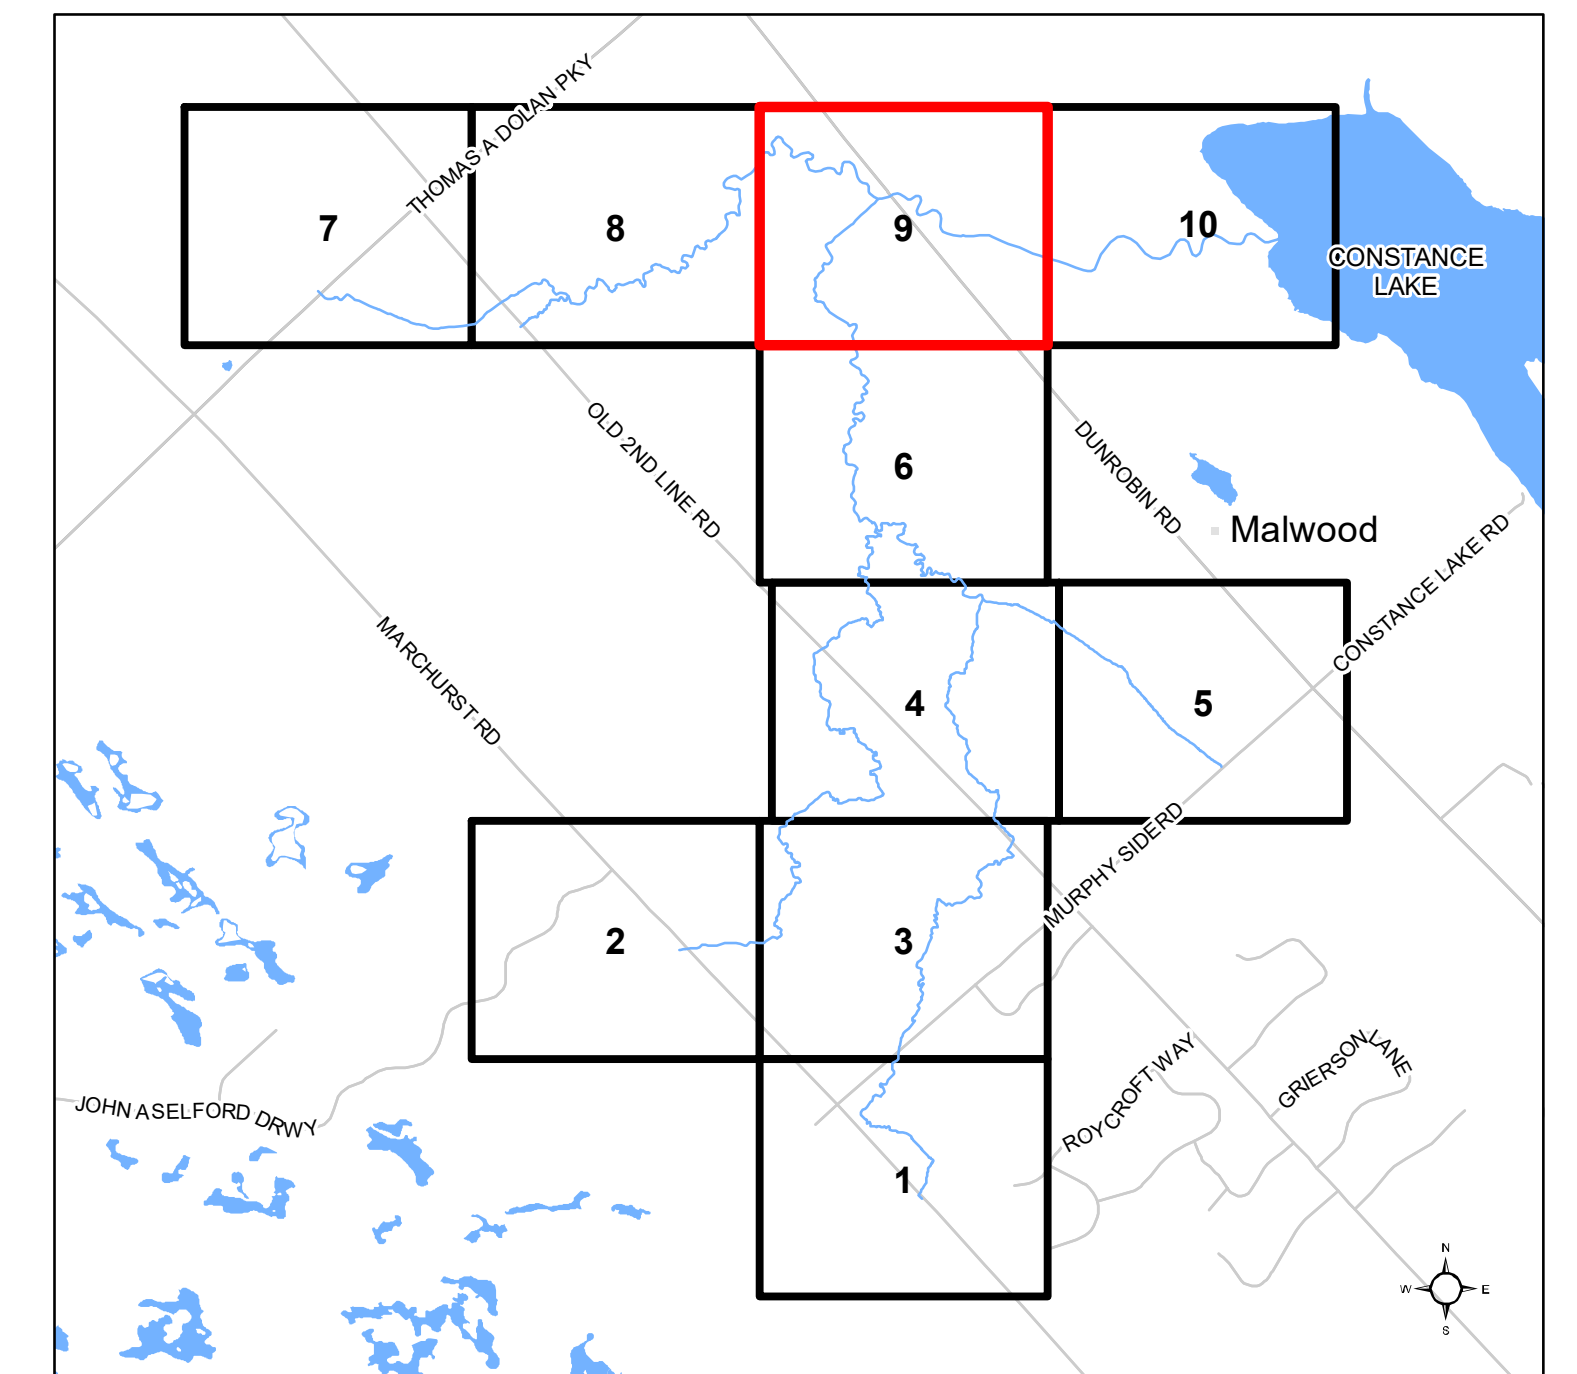 THOMAS A DOLAN PKY
7
8
9
10
CONSTANCE
LAKE
OLD 2ND LINE RD
6
DUNROBIN RD
Malwood
CONSTANCE LAKE RD
MARCHURST RD
4
5
MURPHY SIDERD
2
3
JOHN ASELFORD DRWY
ROYCROFT WAY
GRIERSON LANE
1
N
W
E
S